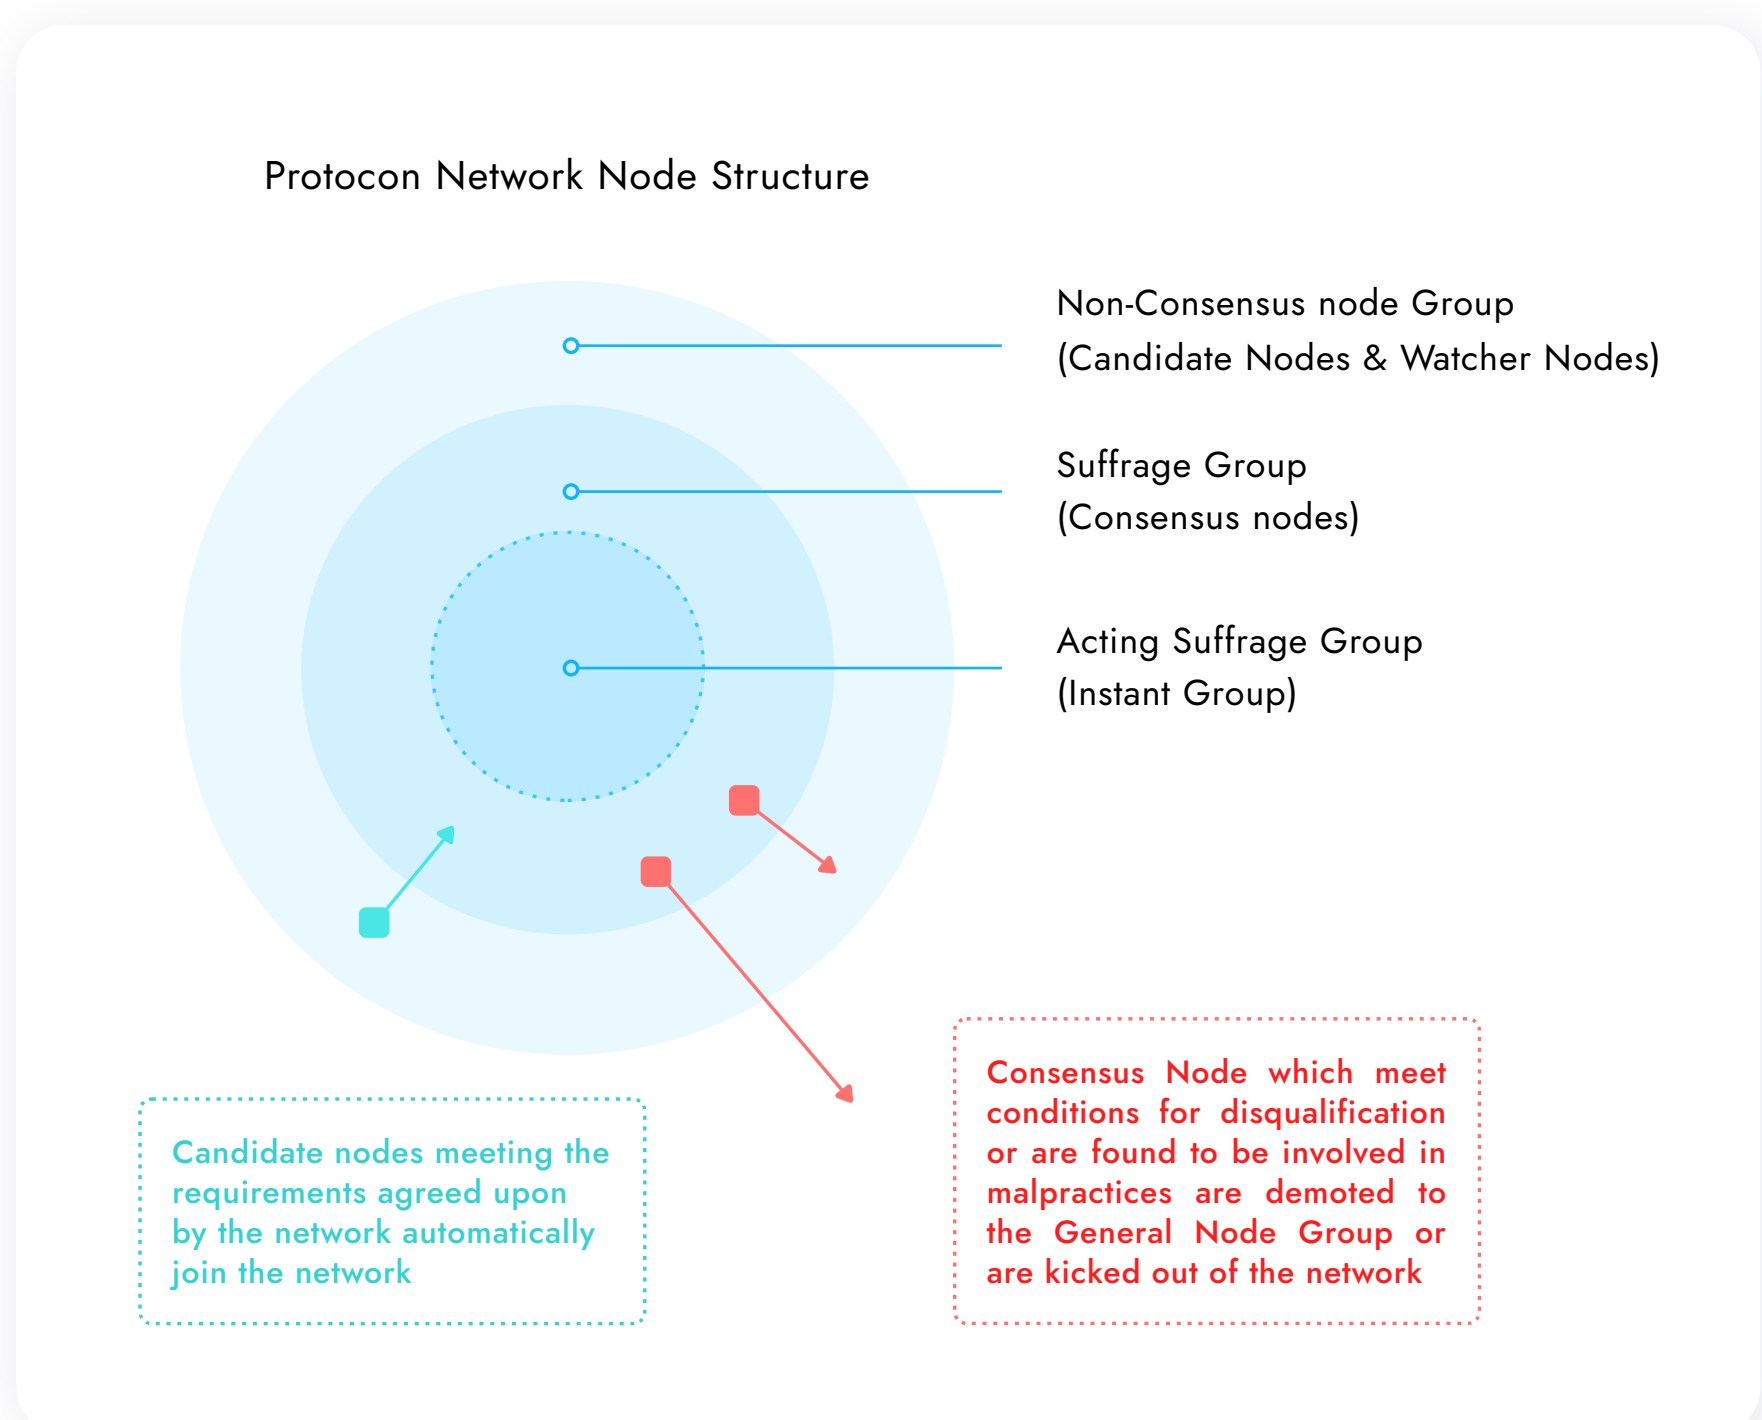 Protocon Network Node Structure
Non-Consensus node Group
(Candidate Nodes & Watcher Nodes)
Suffrage Group
(Consensus nodes)
Acting Suffrage Group
(Instant Group)
Candidate nodes meeting the
requirements agreed upon
by the network automatically
join the network
Consensus Node which meet
conditions for disqualification
or are found to be involved in
malpractices are demoted to
the General Node Group or
are kicked out of the network